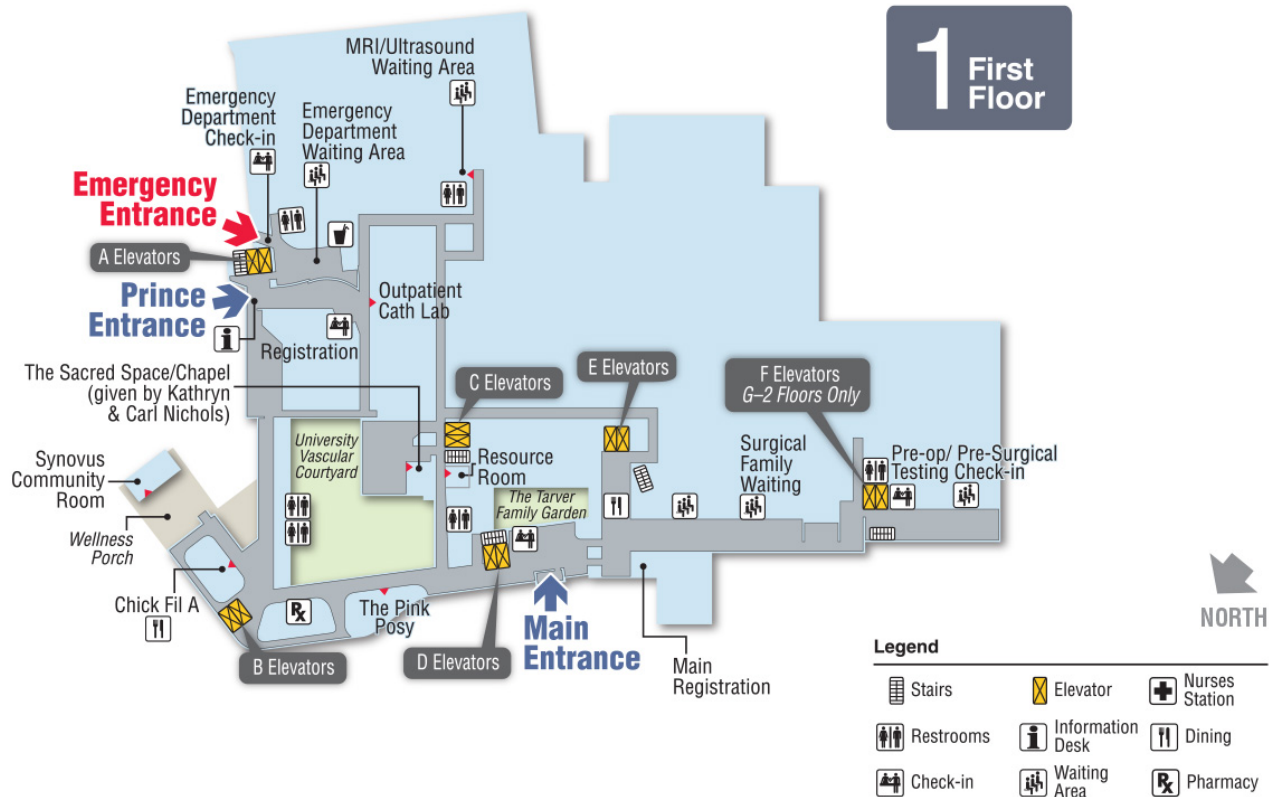 1 First
Floor
MRI/Ultrasound
Waiting Area
Emergency
Department
Check-in
Emergency
Department
Waiting Area
Emergency
Entrance
A Elevators
Prince
Entrance
Outpatient
Cath Lab
Registration
The Sacred Space/Chapel
(given by Kathryn
& Carl Nichols)
C Elevators
E Elevators
F Elevators
G–2 Floors Only
University
Vascular
Courtyard
Resource
Room
Surgical
Family
Waiting
Pre-op/ Pre-Surgical
Testing Check-in
Synovus
Community
Room
The Tarver
Family Garden
Wellness
Porch
Chick Fil A
The Pink
Posy
Rx
B Elevators
D Elevators
Main
Entrance
Main
Registration
NORTH
Legend
Stairs
Elevator
Nurses
Station
Restrooms
Information
Desk
Dining
Check-in
Waiting
Area
Rx Pharmacy